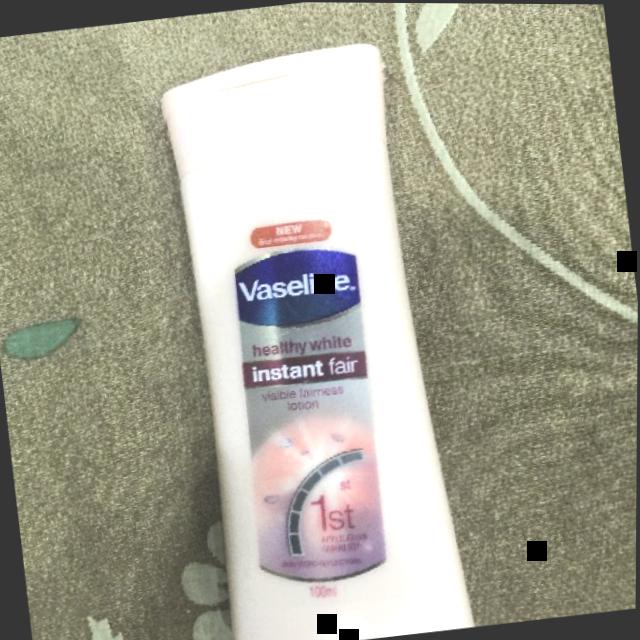 NEW
Vaseline.
healthy white
instant fair
visible fairness
lotion
1st
100ml